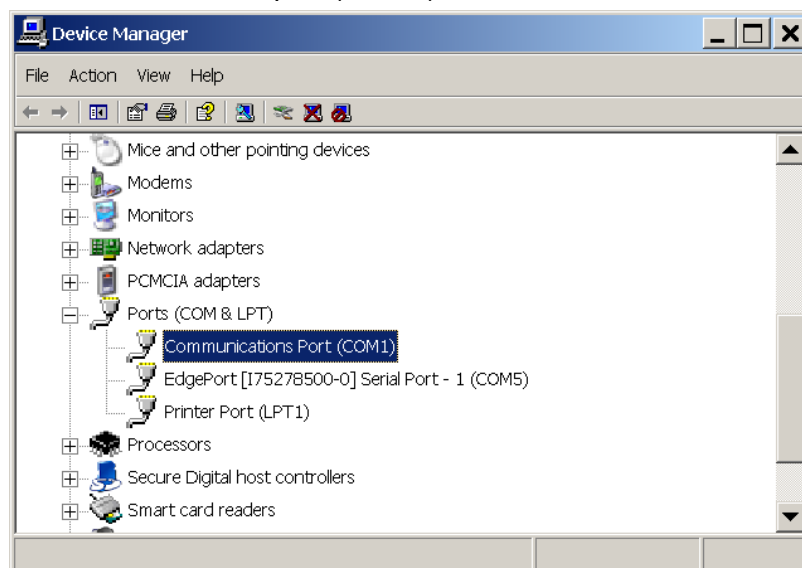 Device Manager
File Action View Help
Mice and other pointing devices
Modems
Monitors
Network adapters
PCMCIA adapters
Ports (COM & LPT)
Communications Port (COM1)
EdgePort [I75278500-0] Serial Port - 1 (COM5)
Printer Port (LPT1)
Processors
Secure Digital host controllers
Smart card readers